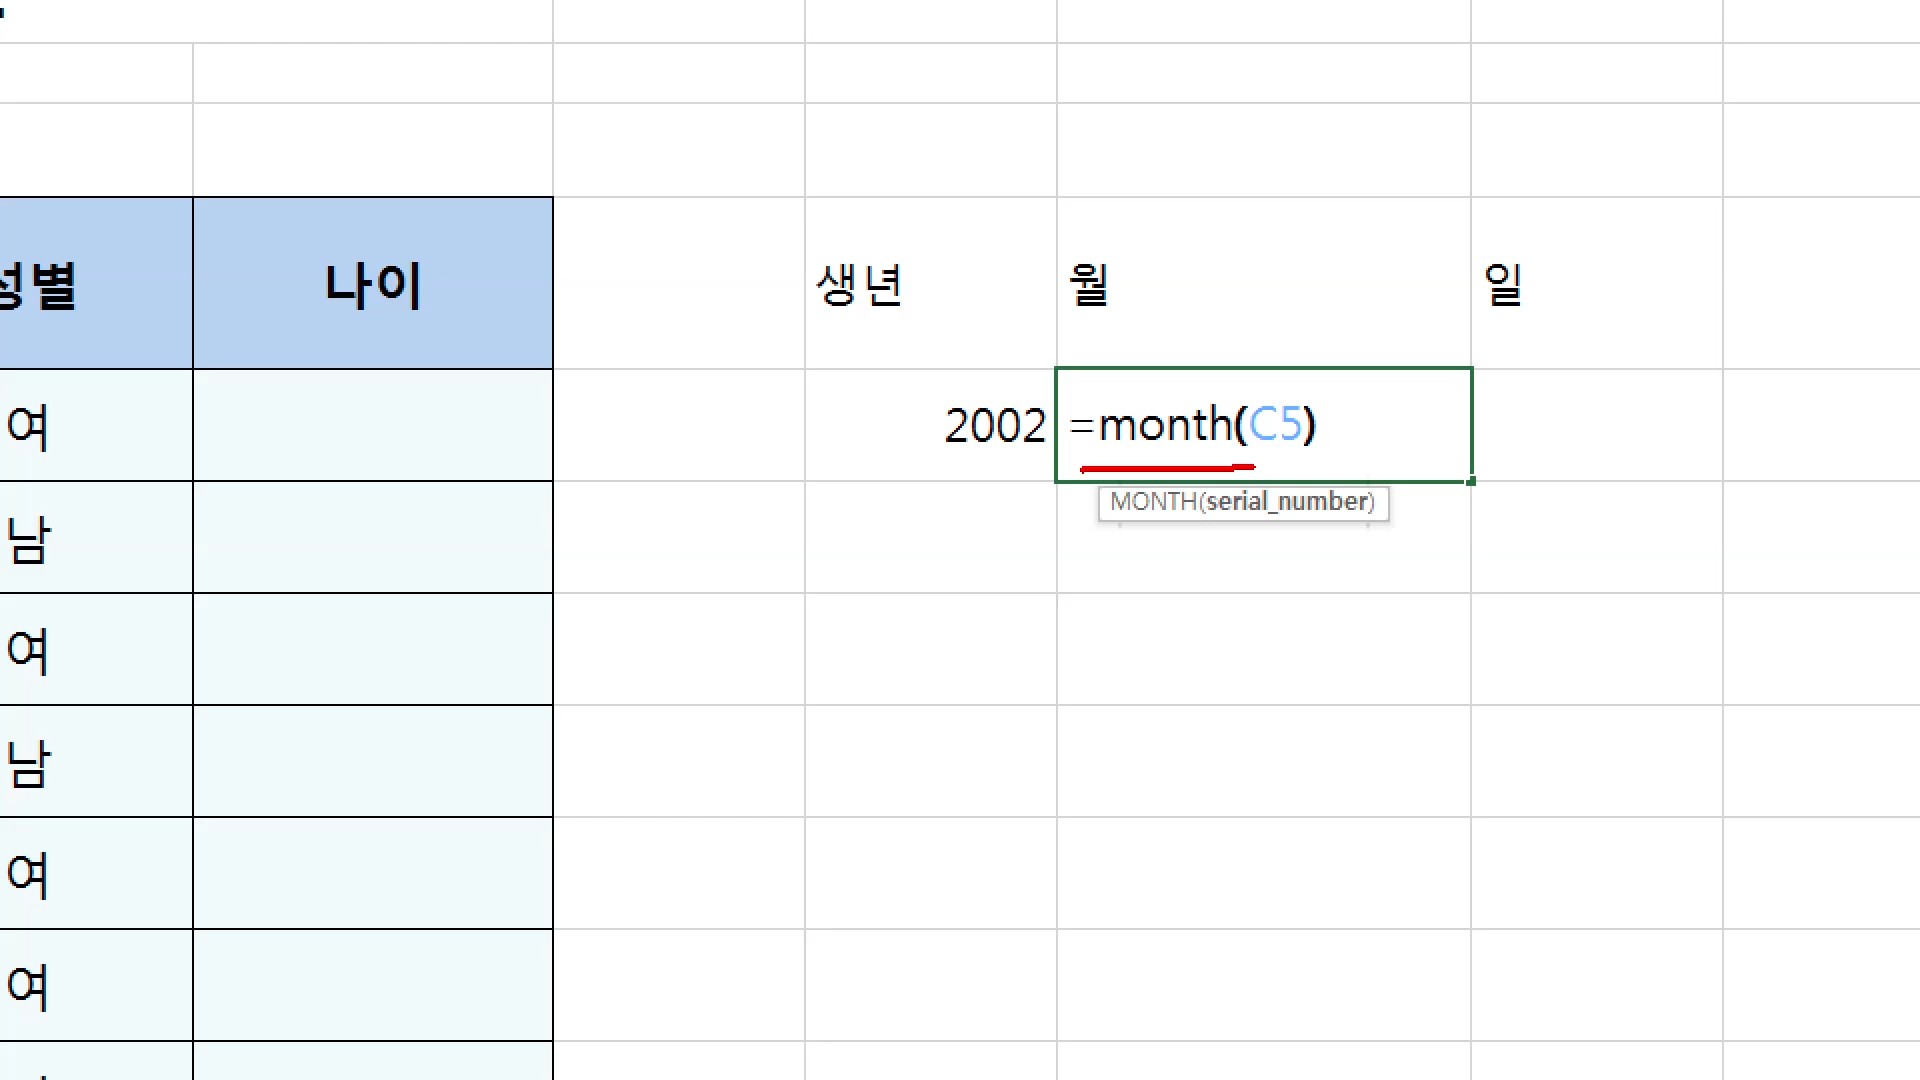 성별 나이 생년 월 일
여 2002 =month(C5)
MONTH(serial_number)
남
여
남
여
여